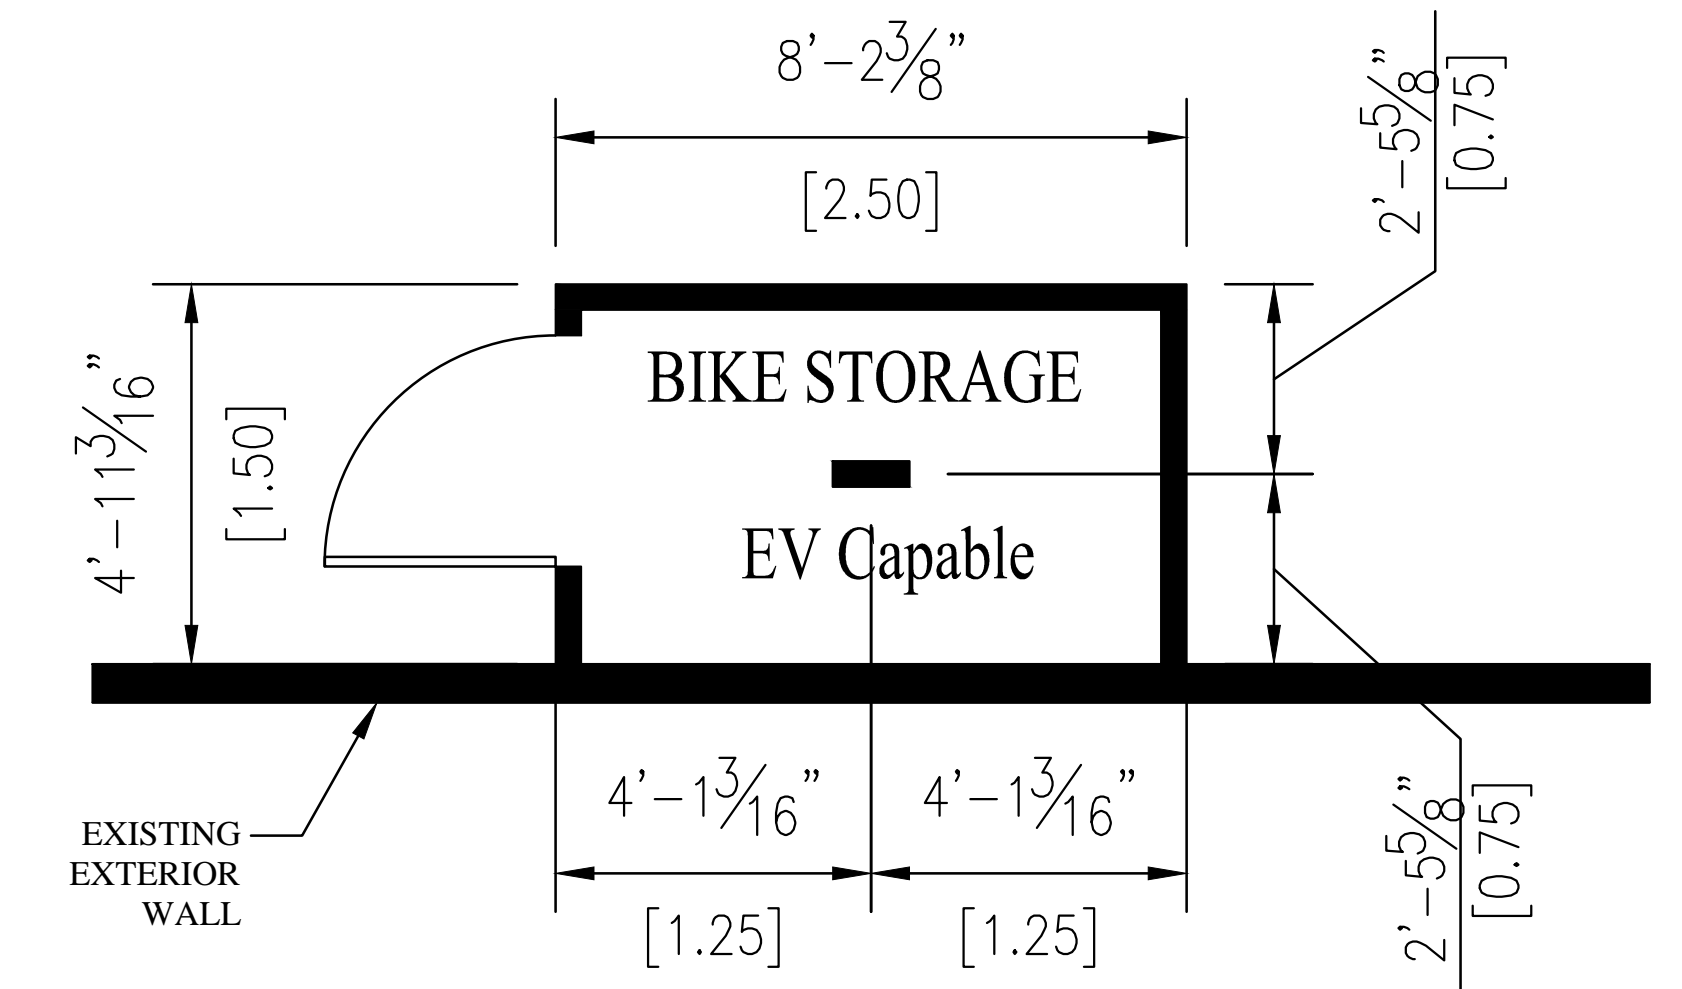 8'-2 3/8"
[2.50]
2'-5 5/8"
[0.75]
4'-11 3/16"
[1.50]
BIKE STORAGE
EV Capable
EXISTING
EXTERIOR
WALL
4'-1 3/16"
[1.25]
4'-1 3/16"
[1.25]
2'-5 5/8"
[0.75]